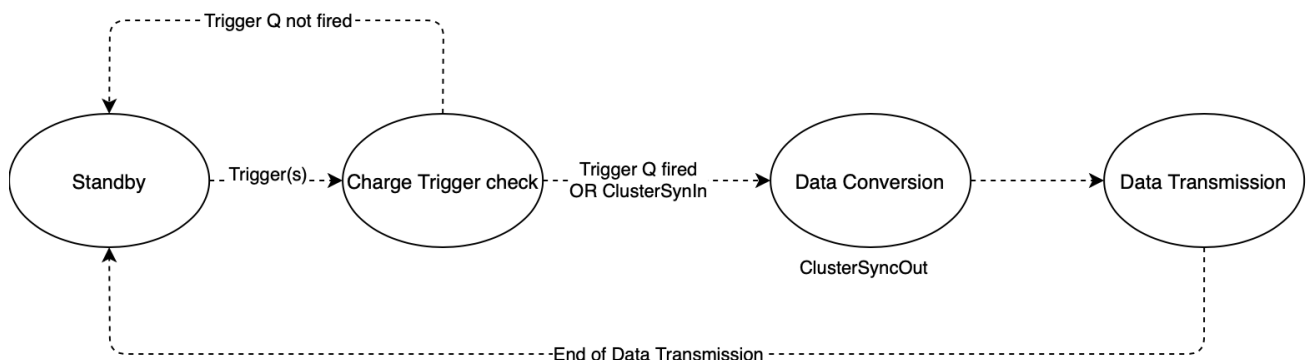 Trigger Q not fired
Standby
Trigger(s)
Charge Trigger check
Trigger Q fired
OR ClusterSynIn
Data Conversion
Data Transmission
ClusterSyncOut
End of Data Transmission